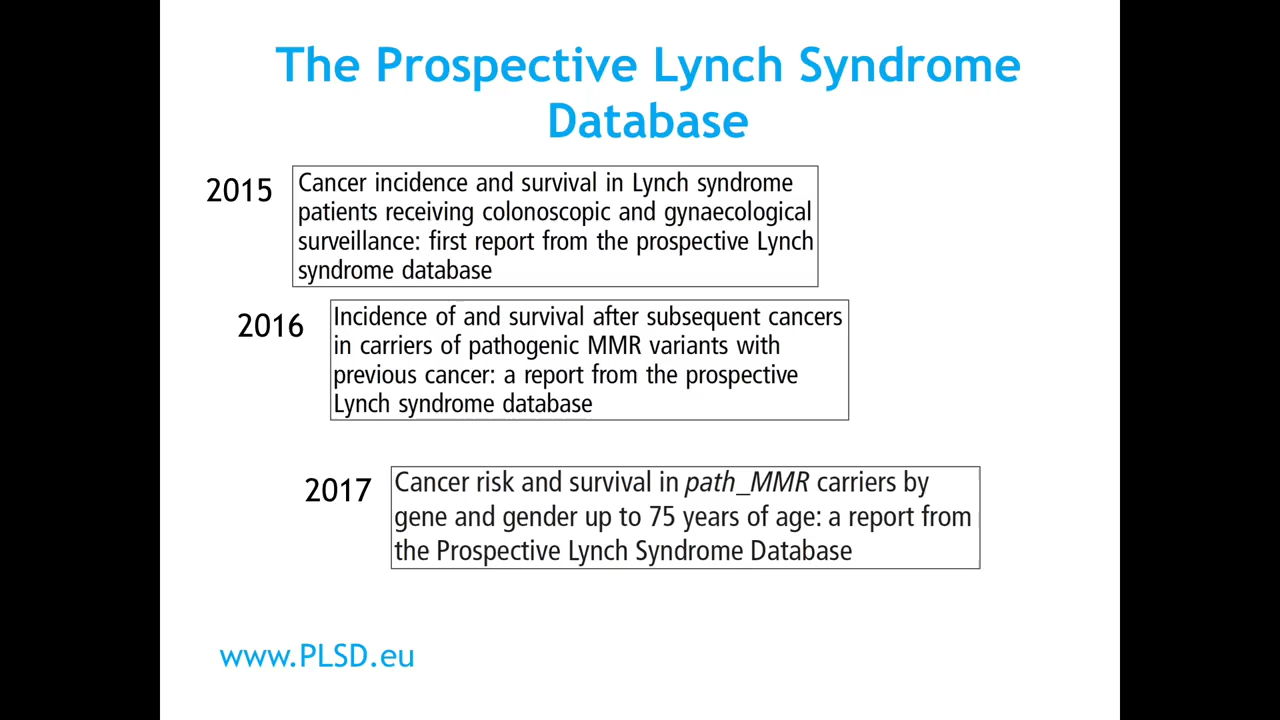 The Prospective Lynch Syndrome
Database
2015
Cancer incidence and survival in Lynch syndrome
patients receiving colonoscopic and gynaecological
surveillance: first report from the prospective Lynch
syndrome database
2016
Incidence of and survival after subsequent cancers
in carriers of pathogenic MMR variants with
previous cancer: a report from the prospective
Lynch syndrome database
2017
Cancer risk and survival in path_MMR carriers by
gene and gender up to 75 years of age: a report from
the Prospective Lynch Syndrome Database
www.PLSD.eu